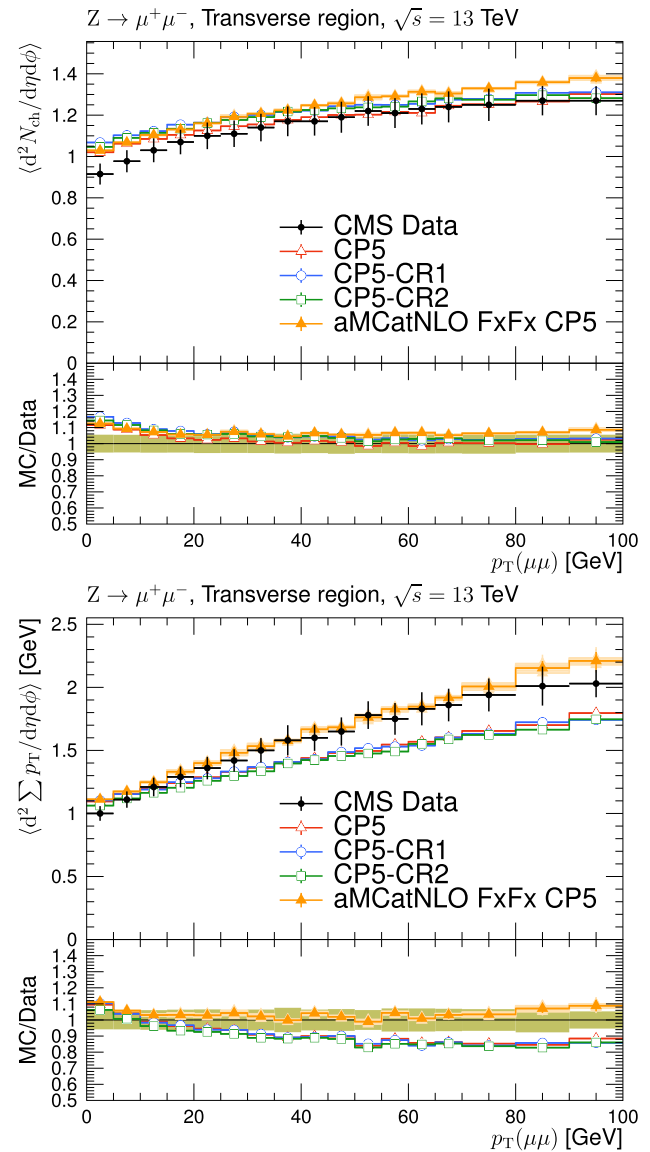 Z → μ⁺μ⁻, Transverse region, √s = 13 TeV
⟨d² N_ch/dηdϕ⟩
1.4
1.2
1
0.8
0.6
0.4
0.2
0
CMS Data
CP5
CP5-CR1
CP5-CR2
aMCatNLO FxFx CP5
MC/Data
1.4
1.3
1.2
1.1
1.0
0.9
0.8
0.7
0.6
0.5
0 20 40 60 80 100
p_T(μμ) [GeV]
Z → μ⁺μ⁻, Transverse region, √s = 13 TeV
⟨d² ∑ p_T/dηdϕ⟩ [GeV]
2.5
2
1.5
1
0.5
0
CMS Data
CP5
CP5-CR1
CP5-CR2
aMCatNLO FxFx CP5
MC/Data
1.4
1.3
1.2
1.1
1.0
0.9
0.8
0.7
0.6
0.5
0 20 40 60 80 100
p_T(μμ) [GeV]